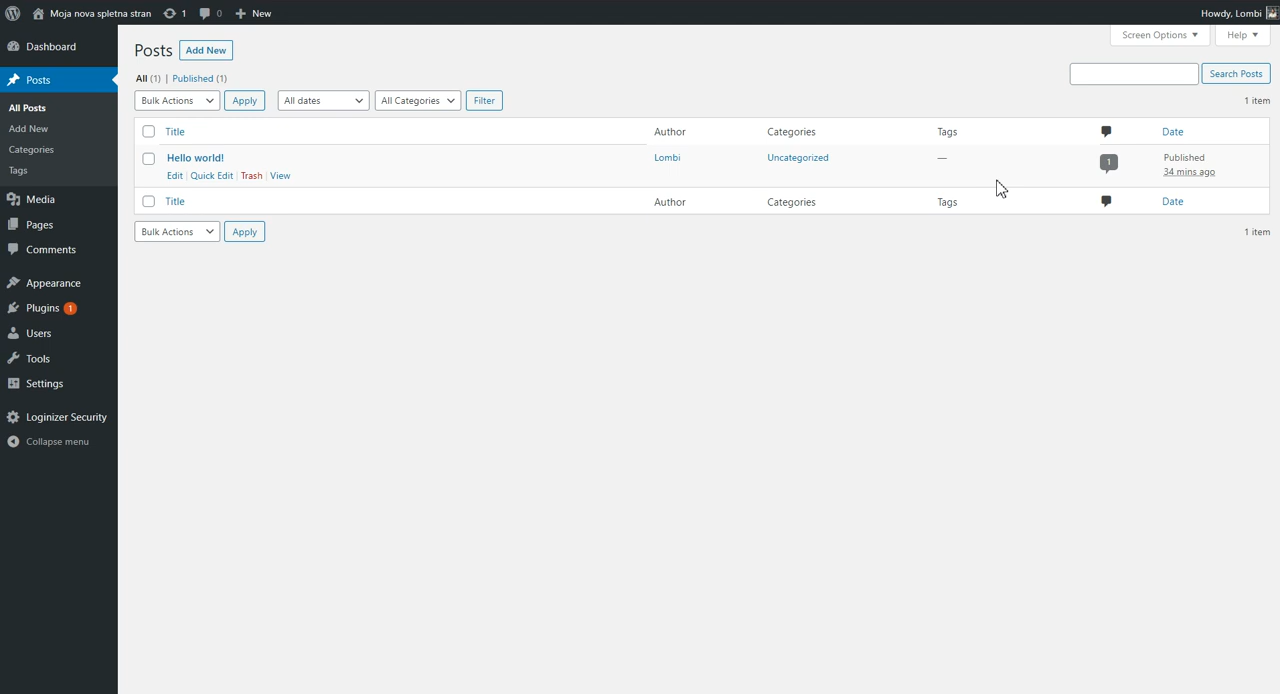 Moja nova spletna stran 1 0 New Howdy, Lombi
Screen Options Help
Dashboard
Posts
All Posts
Add New
Categories
Tags
Media
Pages
Comments
Appearance
Plugins 1
Users
Tools
Settings
Loginizer Security
Collapse menu
Posts Add New
All (1) | Published (1)
Search Posts
Bulk Actions Apply All dates All Categories Filter 1 item
Title Author Categories Tags Date
Hello world! Lombi Uncategorized — 1 Published
Edit | Quick Edit | Trash | View 34 mins ago
Title Author Categories Tags Date
Bulk Actions Apply 1 item